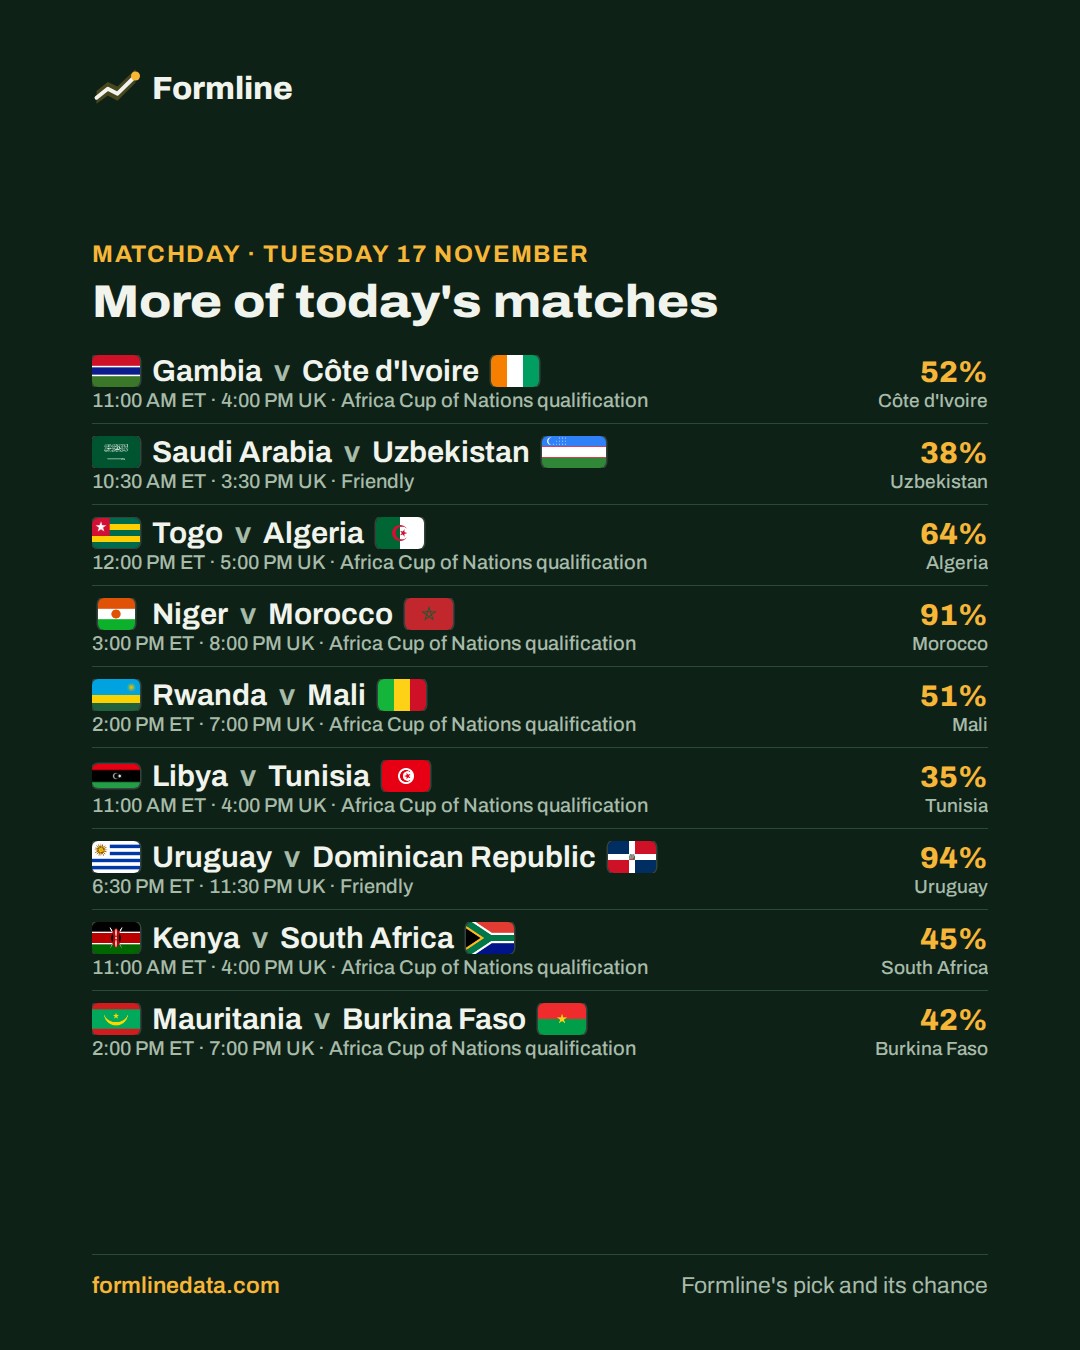 Formline
MATCHDAY · TUESDAY 17 NOVEMBER
More of today's matches
Gambia v Côte d'Ivoire 52%
11:00 AM ET · 4:00 PM UK · Africa Cup of Nations qualification Côte d'Ivoire
Saudi Arabia v Uzbekistan 38%
10:30 AM ET · 3:30 PM UK · Friendly Uzbekistan
Togo v Algeria 64%
12:00 PM ET · 5:00 PM UK · Africa Cup of Nations qualification Algeria
Niger v Morocco 91%
3:00 PM ET · 8:00 PM UK · Africa Cup of Nations qualification Morocco
Rwanda v Mali 51%
2:00 PM ET · 7:00 PM UK · Africa Cup of Nations qualification Mali
Libya v Tunisia 35%
11:00 AM ET · 4:00 PM UK · Africa Cup of Nations qualification Tunisia
Uruguay v Dominican Republic 94%
6:30 PM ET · 11:30 PM UK · Friendly Uruguay
Kenya v South Africa 45%
11:00 AM ET · 4:00 PM UK · Africa Cup of Nations qualification South Africa
Mauritania v Burkina Faso 42%
2:00 PM ET · 7:00 PM UK · Africa Cup of Nations qualification Burkina Faso
formlinedata.com Formline's pick and its chance